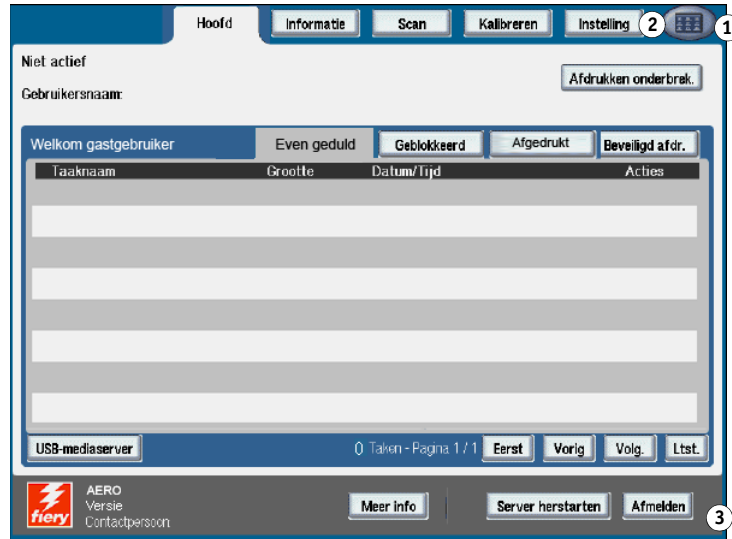 Hoofd Informatie Scan Kalibreren Instelling 2 1
Niet actief
Afdrukken onderbrek.
Gebruikersnaam:
Welkom gastgebruiker Even geduld Geblokkeerd Afgedrukt Beveiligd afdr.
Taaknaam Grootte Datum/Tijd Acties
USB-mediaserver 0 Taken - Pagina 1 / 1 Eerst Vorig Volg. Ltst.
fiery AERO
Versie
Contactpersoon
Meer info Server herstarten Afmelden 3